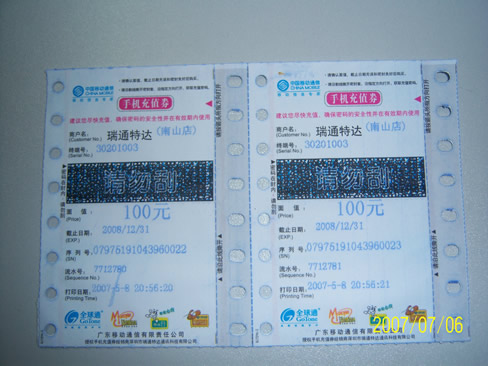 中国移动通信
CHINA MOBILE
手机充值券
建议您尽快充值，确保密码的安全性并在有效期内使用
商户名: 瑞通特达 (南山店)
(Customer No.)
终端号: 30201003
(Serial No.)
请勿刮
面 值: 100元
(Price)
截止日期: 2008/12/31
(EXP.)
序 列 号: 07975191043960022
(SN)
流水号: 7712780
(Sequence No.)
打印日期: 2007-5-8 20:56:20
(Printing Time)
全球通
GoTone
广东移动通信有限责任公司
中国移动通信
CHINA MOBILE
手机充值券
建议您尽快充值，确保密码的安全性并在有效期内使用
商户名: 瑞通特达 (南山店)
(Customer No.)
终端号: 30201003
(Serial No.)
请勿刮
面 值: 100元
(Price)
截止日期: 2008/12/31
(EXP.)
序 列 号: 07975191043960023
(SN)
流水号: 7712781
(Sequence No.)
打印日期: 2007-5-8 20:56:21
(Printing Time)
全球通
GoTone
广东移动通信有限责任公司
2007/07/06